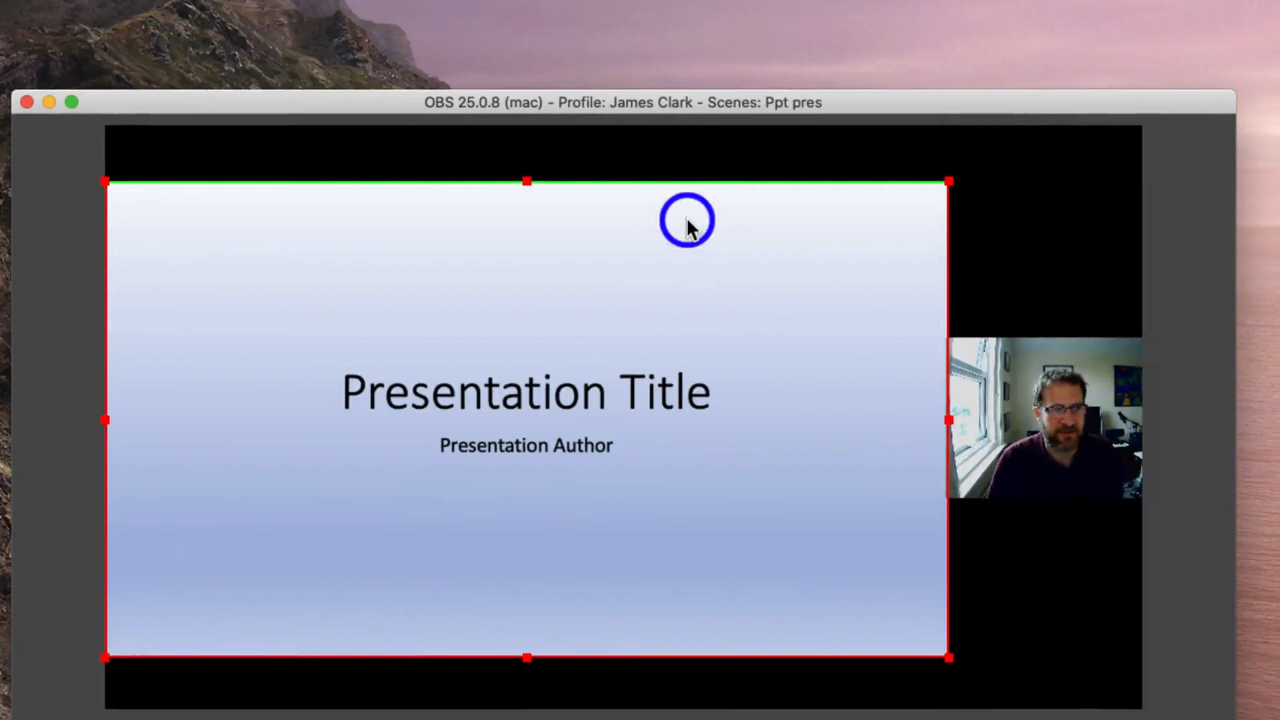 OBS 25.0.8 (mac) - Profile: James Clark - Scenes: Ppt pres
Presentation Title
Presentation Author